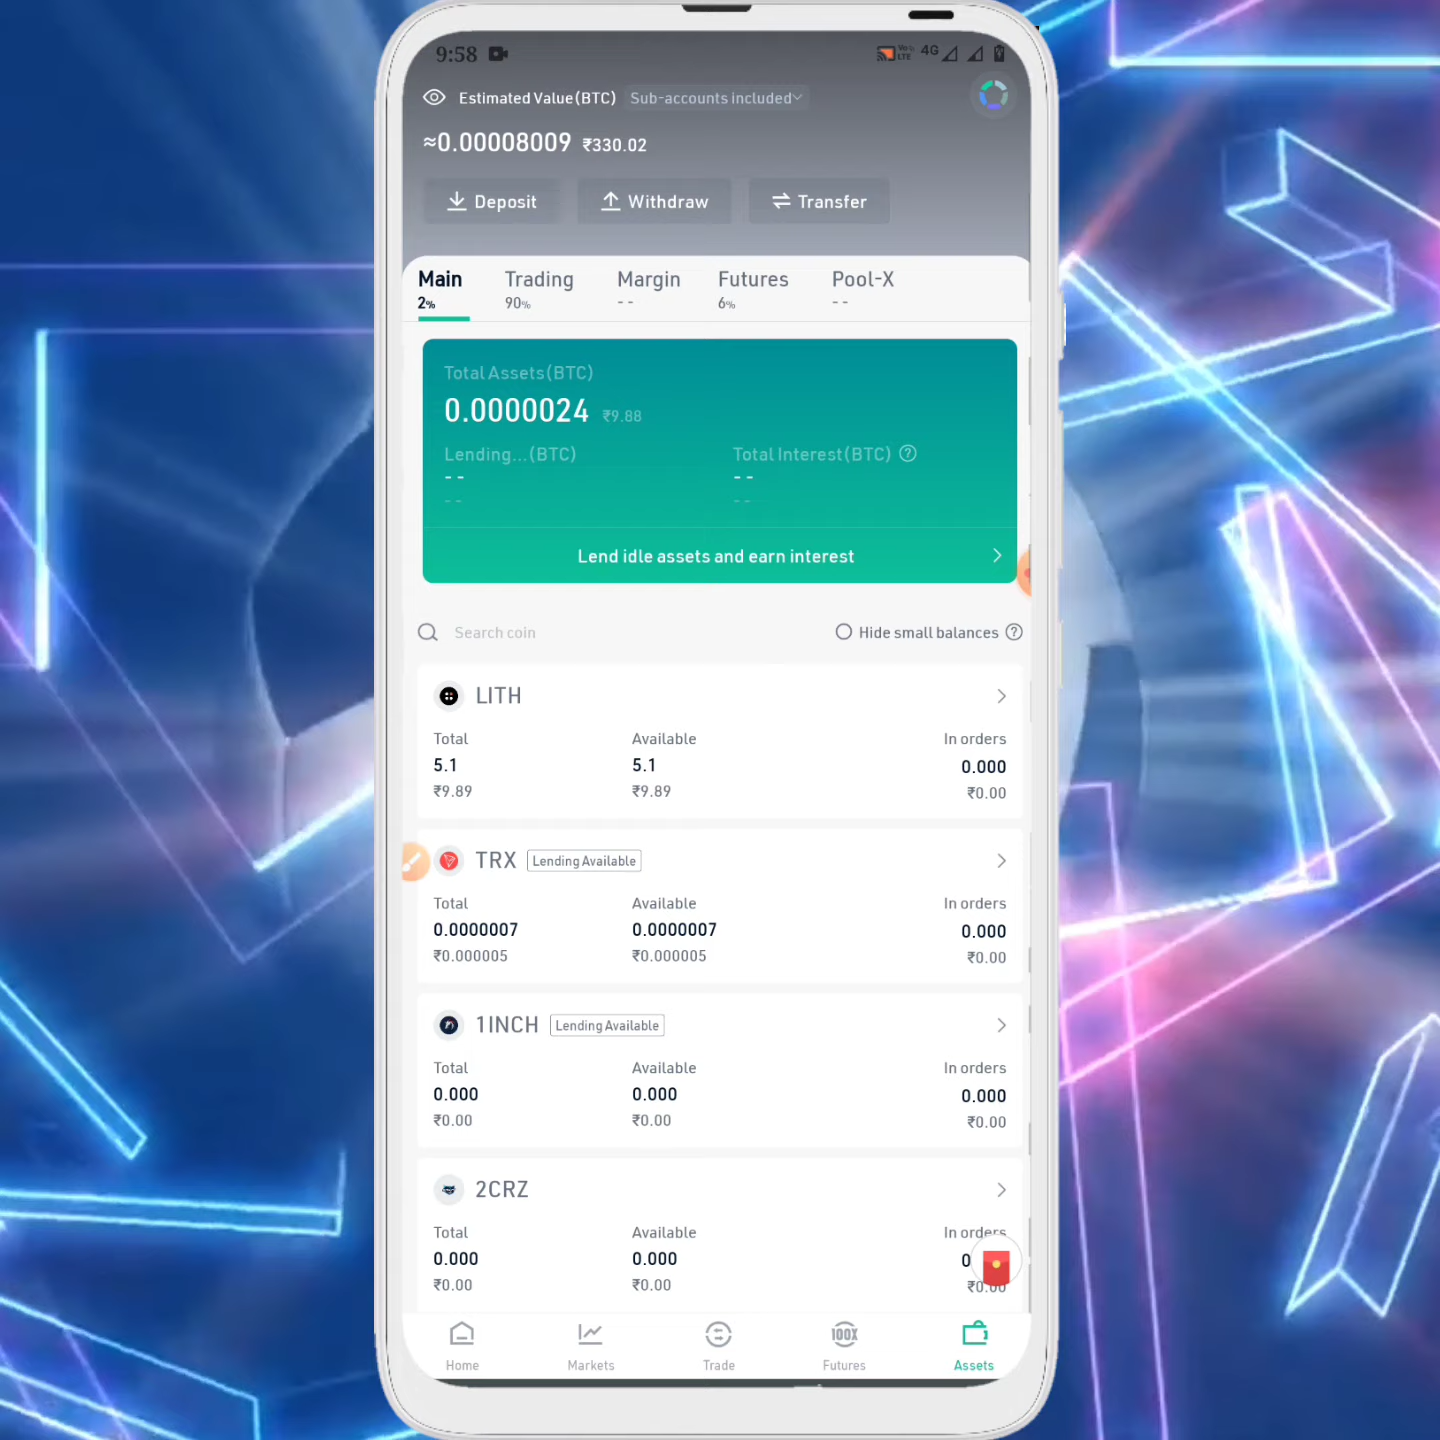 9:58
Vo
LTE
4G
Estimated Value(BTC) Sub-accounts included
≈0.00008009 ₹330.02
Deposit Withdraw Transfer
Main Trading Margin Futures Pool-X
2% 90% -- 6% --
Total Assets(BTC)
0.0000024 ₹9.88
Lending...(BTC) Total Interest(BTC) ?
-- --
-- --
Lend idle assets and earn interest
Search coin Hide small balances ?
LITH
Total Available In orders
5.1 5.1 0.000
₹9.89 ₹9.89 ₹0.00
TRX Lending Available
Total Available In orders
0.0000007 0.0000007 0.000
₹0.000005 ₹0.000005 ₹0.00
1INCH Lending Available
Total Available In orders
0.000 0.000 0.000
₹0.00 ₹0.00 ₹0.00
2CRZ
Total Available In orders
0.000 0.000 0
₹0.00 ₹0.00 ₹0.00
100X
Home Markets Trade Futures Assets